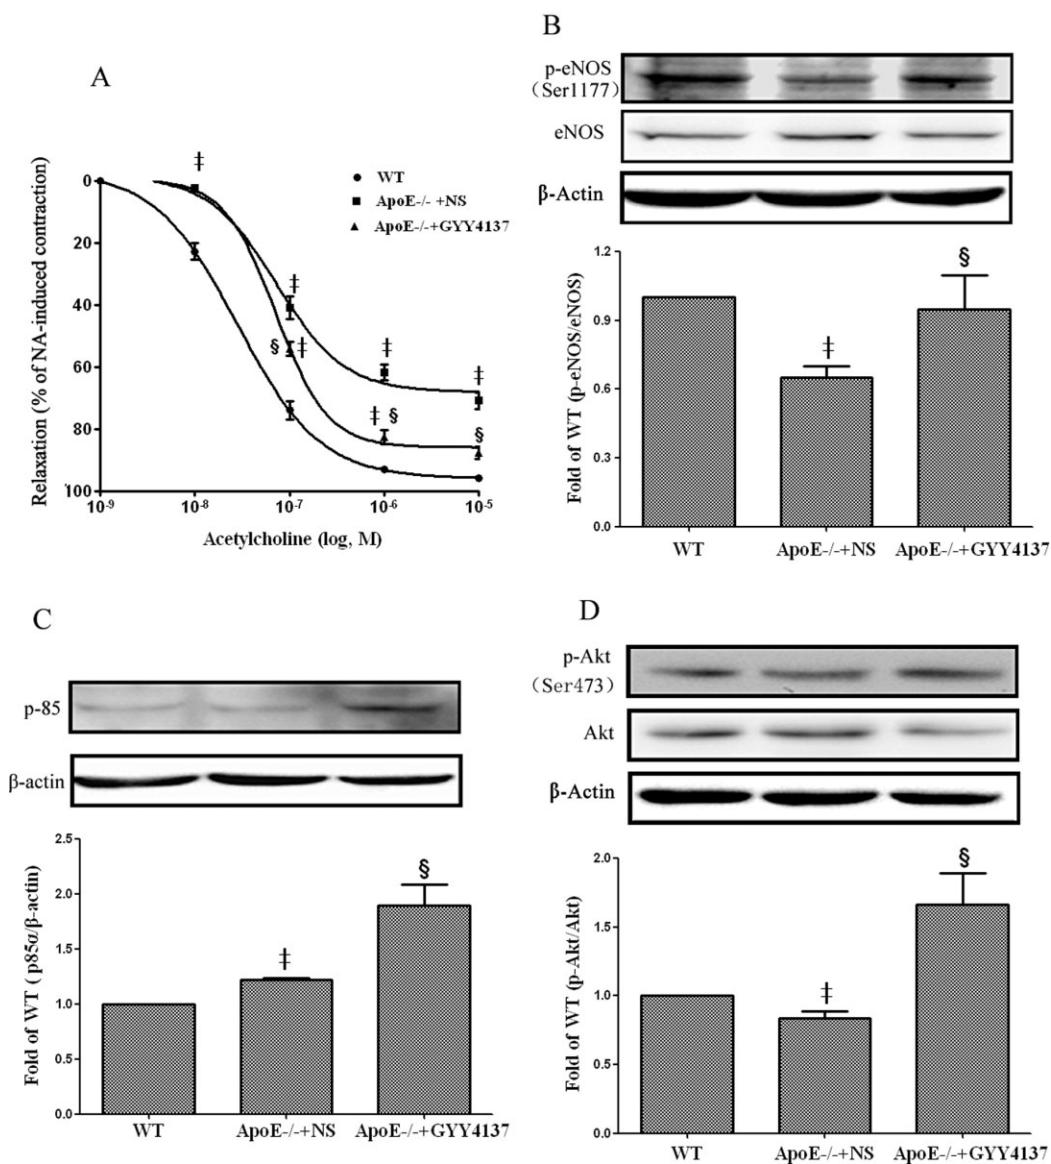 A
Relaxation (% of NA-induced contraction)
0
20
40
60
80
100
10-9
10-8
10-7
10-6
10-5
Acetylcholine (log, M)
WT
ApoE-/- +NS
ApoE-/-+GYY4137
‡
‡
§ ‡
‡
‡ §
‡
§
B
p-eNOS
(Ser1177)
eNOS
β-Actin
Fold of WT (p-eNOS/eNOS)
1.2
0.9
0.6
0.3
0.0
‡
§
WT
ApoE-/-+NS
ApoE-/-+GYY4137
C
p-85
β-actin
Fold of WT ( p85α/β-actin)
2.5
2.0
1.5
1.0
0.5
0.0
‡
§
WT
ApoE-/-+NS
ApoE-/-+GYY4137
D
p-Akt
(Ser473)
Akt
β-Actin
Fold of WT (p-Akt/Akt)
2.0
1.5
1.0
0.5
0.0
‡
§
WT
ApoE-/-+NS
ApoE-/-+GYY4137